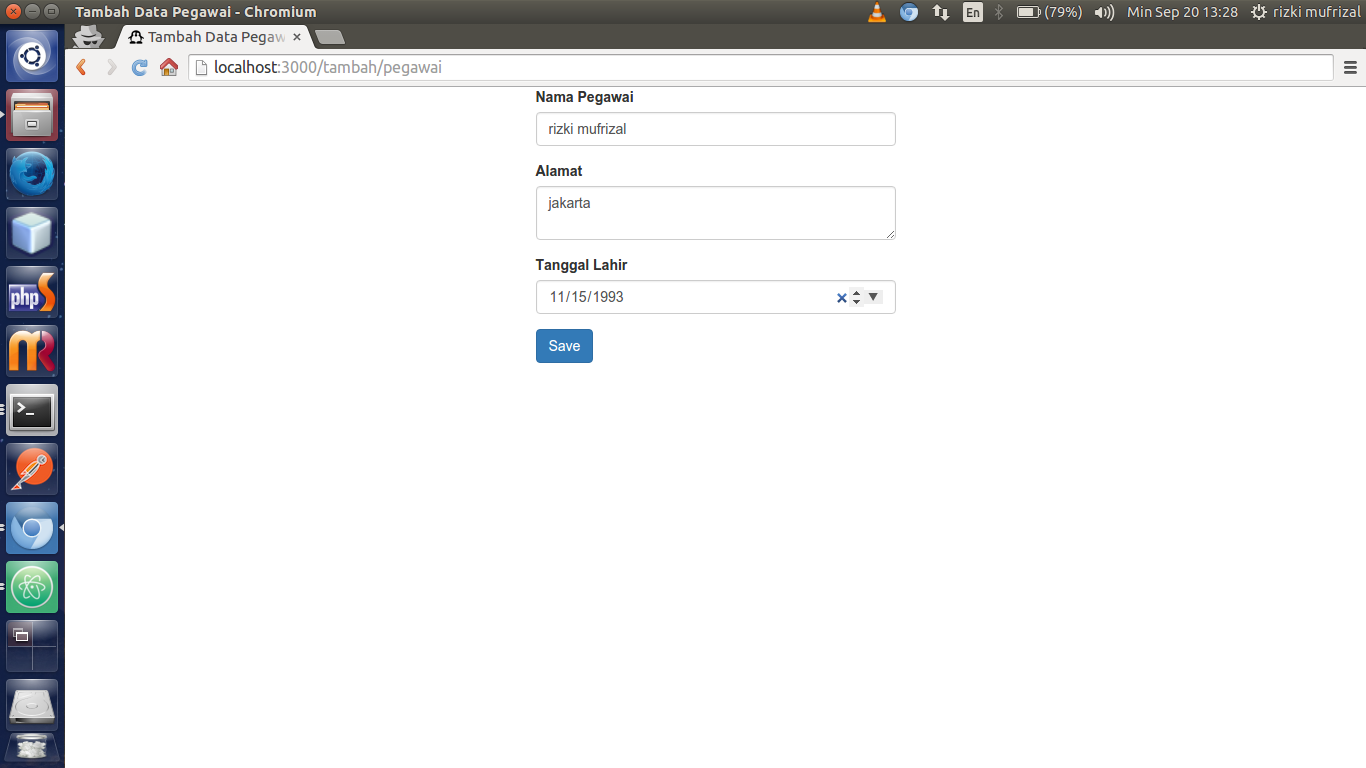 Tambah Data Pegawai - Chromium
En
(79%)
Min Sep 20 13:28
rizki mufrizal
Tambah Data Pegaw
localhost:3000/tambah/pegawai
Nama Pegawai
rizki mufrizal
Alamat
jakarta
Tanggal Lahir
11/15/1993
Save
php